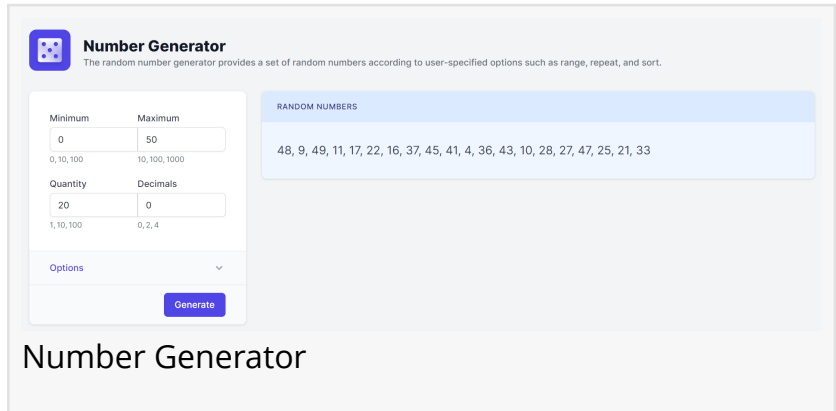 Number Generator
The random number generator provides a set of random numbers according to user-specified options such as range, repeat, and sort.
Minimum
Maximum
0
50
0, 10, 100
10, 100, 1000
Quantity
Decimals
20
0
1, 10, 100
0, 2, 4
Options
Generate
RANDOM NUMBERS
48, 9, 49, 11, 17, 22, 16, 37, 45, 41, 4, 36, 43, 10, 28, 27, 47, 25, 21, 33
Number Generator